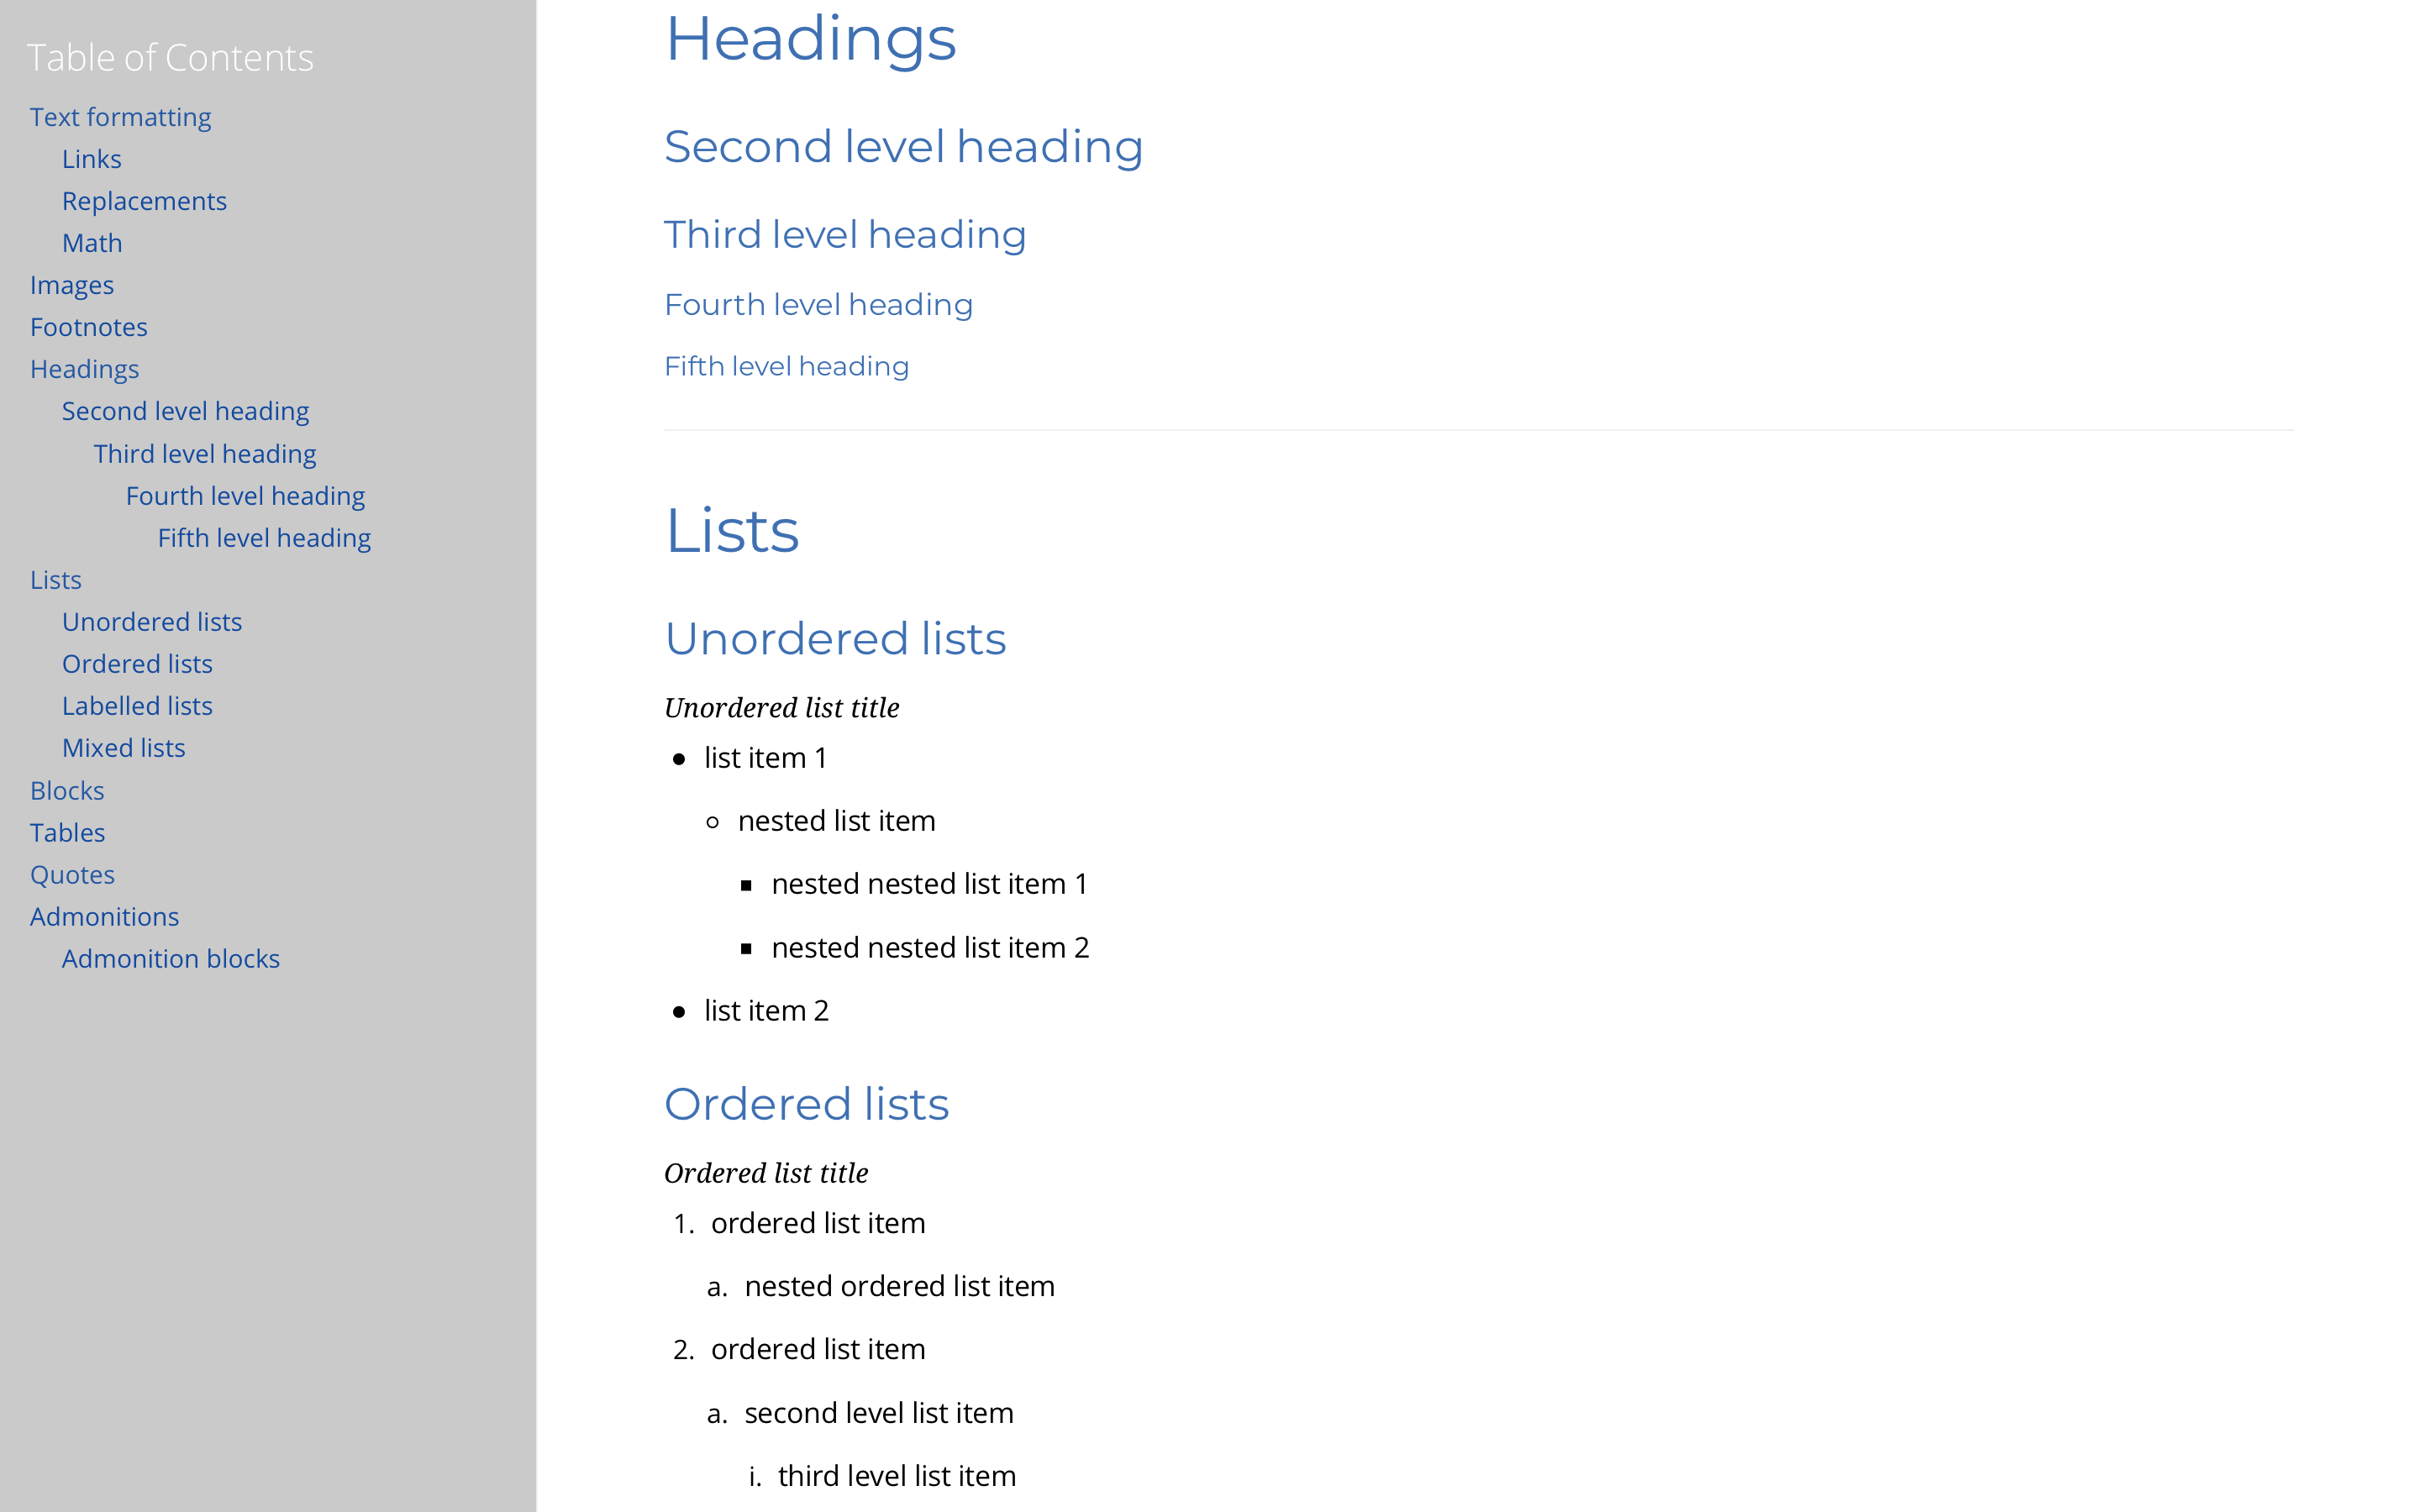 Table of Contents
Text formatting
Links
Replacements
Math
Images
Footnotes
Headings
Second level heading
Third level heading
Fourth level heading
Fifth level heading
Lists
Unordered lists
Ordered lists
Labelled lists
Mixed lists
Blocks
Tables
Quotes
Admonitions
Admonition blocks
Headings
Second level heading
Third level heading
Fourth level heading
Fifth level heading
Lists
Unordered lists
Unordered list title
● list item 1
○ nested list item
■ nested nested list item 1
■ nested nested list item 2
● list item 2
Ordered lists
Ordered list title
1. ordered list item
a. nested ordered list item
2. ordered list item
a. second level list item
i. third level list item